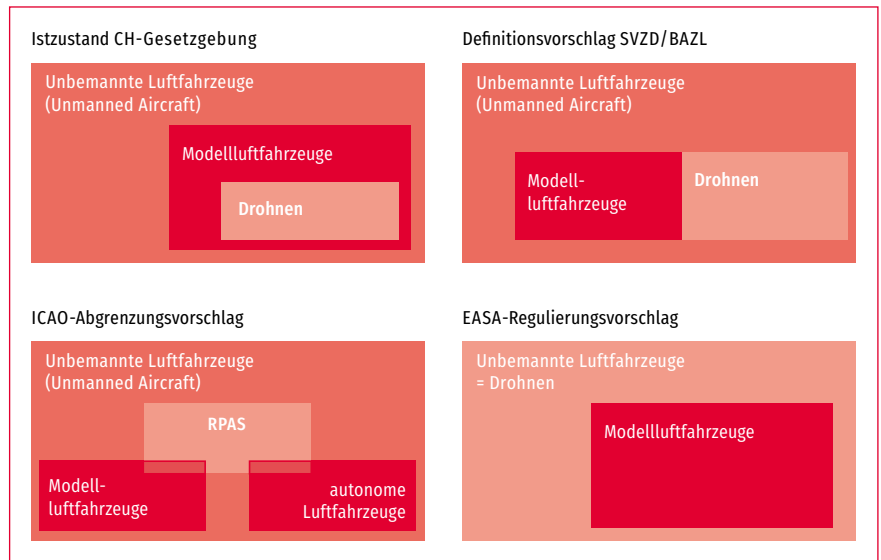 Istzustand CH-Gesetzgebung
Unbemannte Luftfahrzeuge
(Unmanned Aircraft)
Modellluftfahrzeuge
Drohnen
Definitionsvorschlag SVZD/BAZL
Unbemannte Luftfahrzeuge
(Unmanned Aircraft)
Modell-
luftfahrzeuge
Drohnen
ICAO-Abgrenzungsvorschlag
Unbemannte Luftfahrzeuge
(Unmanned Aircraft)
RPAS
Modell-
luftfahrzeuge
autonome
Luftfahrzeuge
EASA-Regulierungsvorschlag
Unbemannte Luftfahrzeuge
= Drohnen
Modellluftfahrzeuge